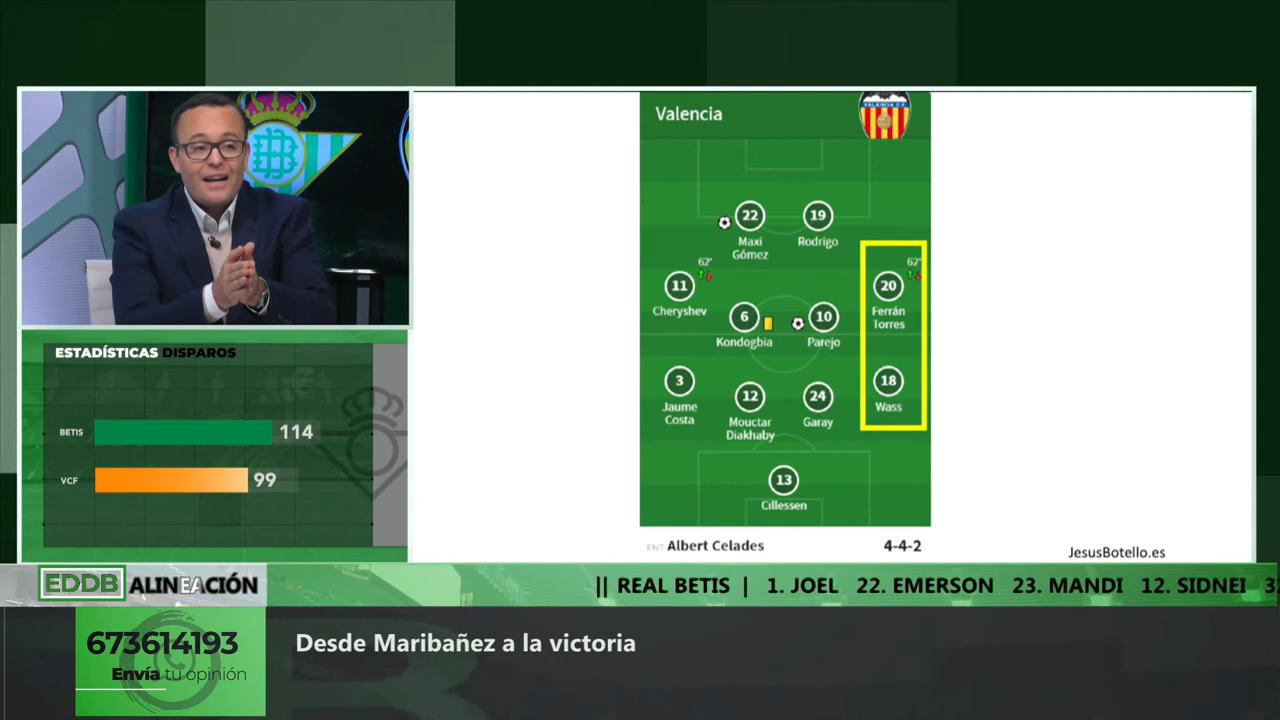 Valencia
VALENCIA C.F.
22
19
Maxi
Gómez
Rodrigo
62'
62'
11
20
Cheryshev
Ferrán
Torres
6
10
Kondogbia
Parejo
3
12
24
18
Jaume
Costa
Mouctar
Diakhaby
Garay
Wass
13
Cillessen
ENT Albert Celades
4-4-2
JesusBotello.es
ESTADÍSTICAS DISPAROS
BETIS
114
VCF
99
EDDB ALINEACIÓN
|| REAL BETIS | 1. JOEL 22. EMERSON 23. MANDI 12. SIDNEI
673614193
Envía tu opinión
Desde Maribañez a la victoria